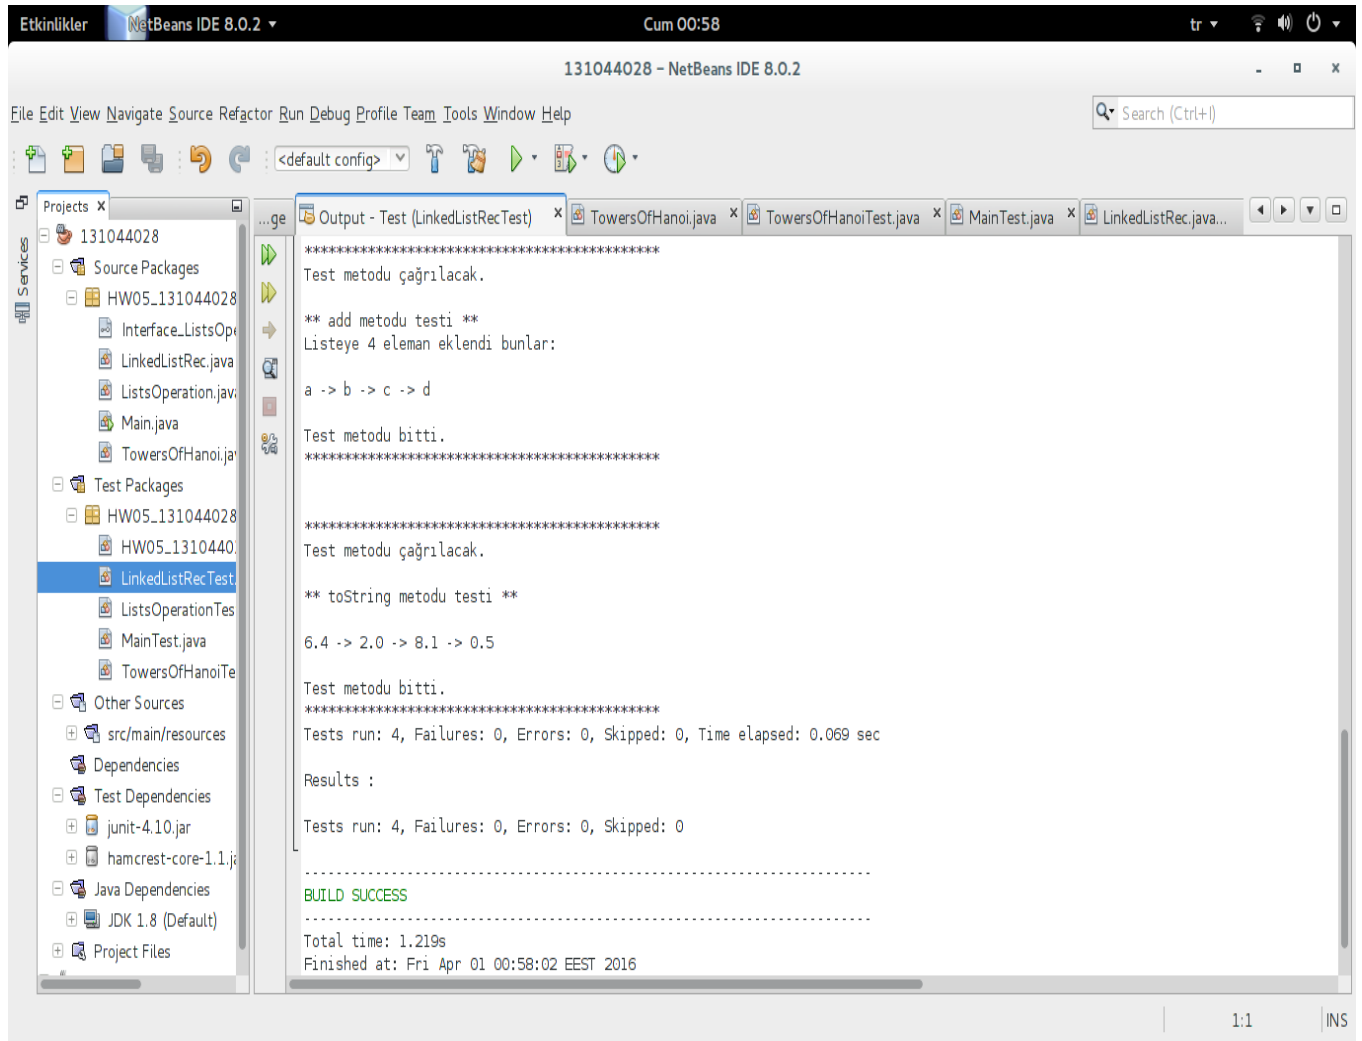 Etkinlikler NetBeans IDE 8.0.2 Cum 00:58 tr
131044028 - NetBeans IDE 8.0.2
File Edit View Navigate Source Refactor Run Debug Profile Team Tools Window Help
Search (Ctrl+I)
<default config>
Services
Projects
131044028
Source Packages
HW05_131044028
Interface_ListsOpe
LinkedListRec.java
ListsOperation.java
Main.java
TowersOfHanoi.jav
Test Packages
HW05_131044028
HW05_1310440
LinkedListRecTest.
ListsOperationTes
MainTest.java
TowersOfHanoiTe
Other Sources
src/main/resources
Dependencies
Test Dependencies
junit-4.10.jar
hamcrest-core-1.1.ja
Java Dependencies
JDK 1.8 (Default)
Project Files
...ge Output - Test (LinkedListRecTest) TowersOfHanoi.java TowersOfHanoiTest.java MainTest.java LinkedListRec.java...
*********************************************
Test metodu çağrılacak.
** add metodu testi **
Listeye 4 eleman eklendi bunlar:
a -> b -> c -> d
Test metodu bitti.
*********************************************
*********************************************
Test metodu çağrılacak.
** toString metodu testi **
6.4 -> 2.0 -> 8.1 -> 0.5
Test metodu bitti.
*********************************************
Tests run: 4, Failures: 0, Errors: 0, Skipped: 0, Time elapsed: 0.069 sec
Results :
Tests run: 4, Failures: 0, Errors: 0, Skipped: 0
------------------------------------------------------------------------
BUILD SUCCESS
------------------------------------------------------------------------
Total time: 1.219s
Finished at: Fri Apr 01 00:58:02 EEST 2016
1:1 INS